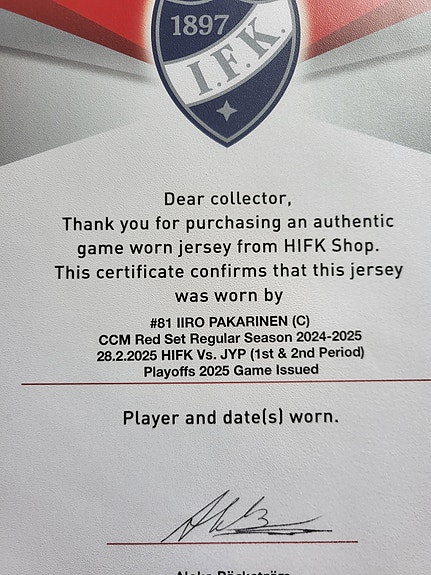 1897
I.F.K.
Dear collector,
Thank you for purchasing an authentic
game worn jersey from HIFK Shop.
This certificate confirms that this jersey
was worn by
#81 IIRO PAKARINEN (C)
CCM Red Set Regular Season 2024-2025
28.2.2025 HIFK Vs. JYP (1st & 2nd Period)
Playoffs 2025 Game Issued
Player and date(s) worn.